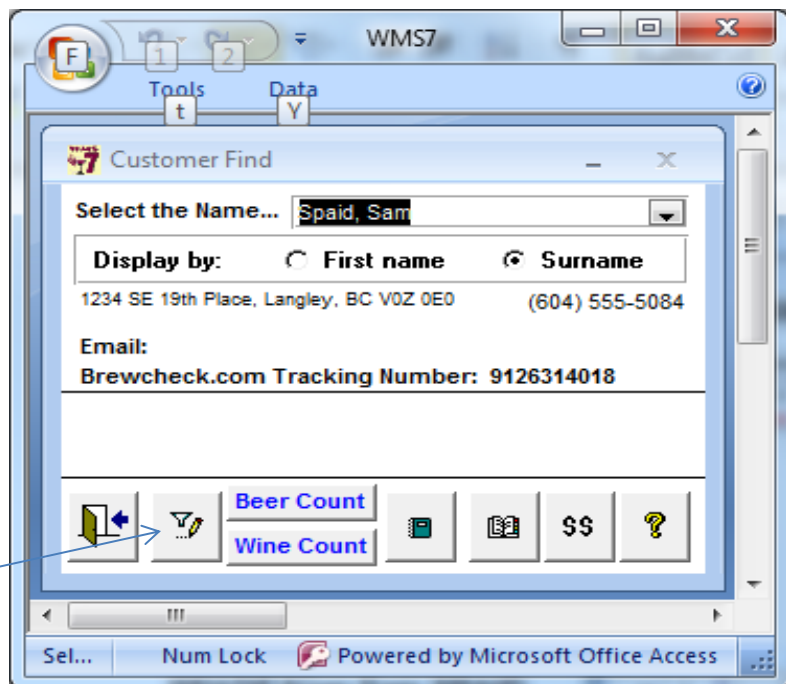 WMS7
F 1 2
Tools Data
t Y
7 Customer Find
Select the Name... Spaid, Sam
Display by: First name Surname
1234 SE 19th Place, Langley, BC V0Z 0E0 (604) 555-5084
Email:
Brewcheck.com Tracking Number: 9126314018
Beer Count
Wine Count
$$ ?
Sel... Num Lock Powered by Microsoft Office Access